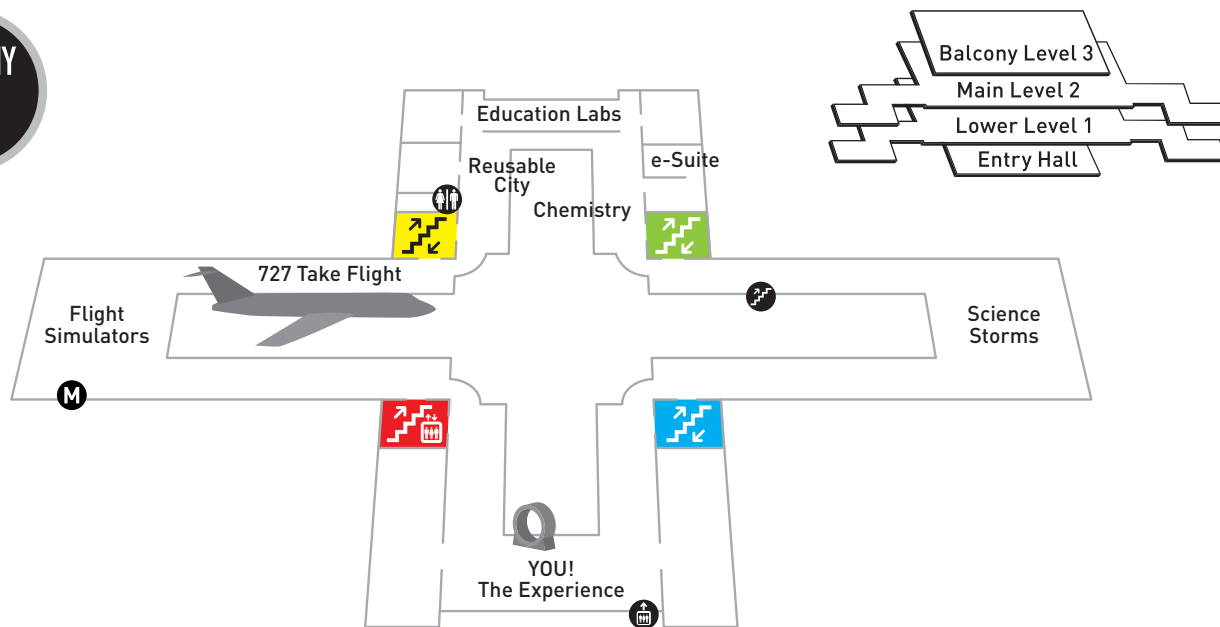 Balcony Level 3
Main Level 2
Lower Level 1
Entry Hall
Education Labs
e-Suite
Reusable
City
Chemistry
727 Take Flight
Flight
Simulators
Science
Storms
M
YOU!
The Experience